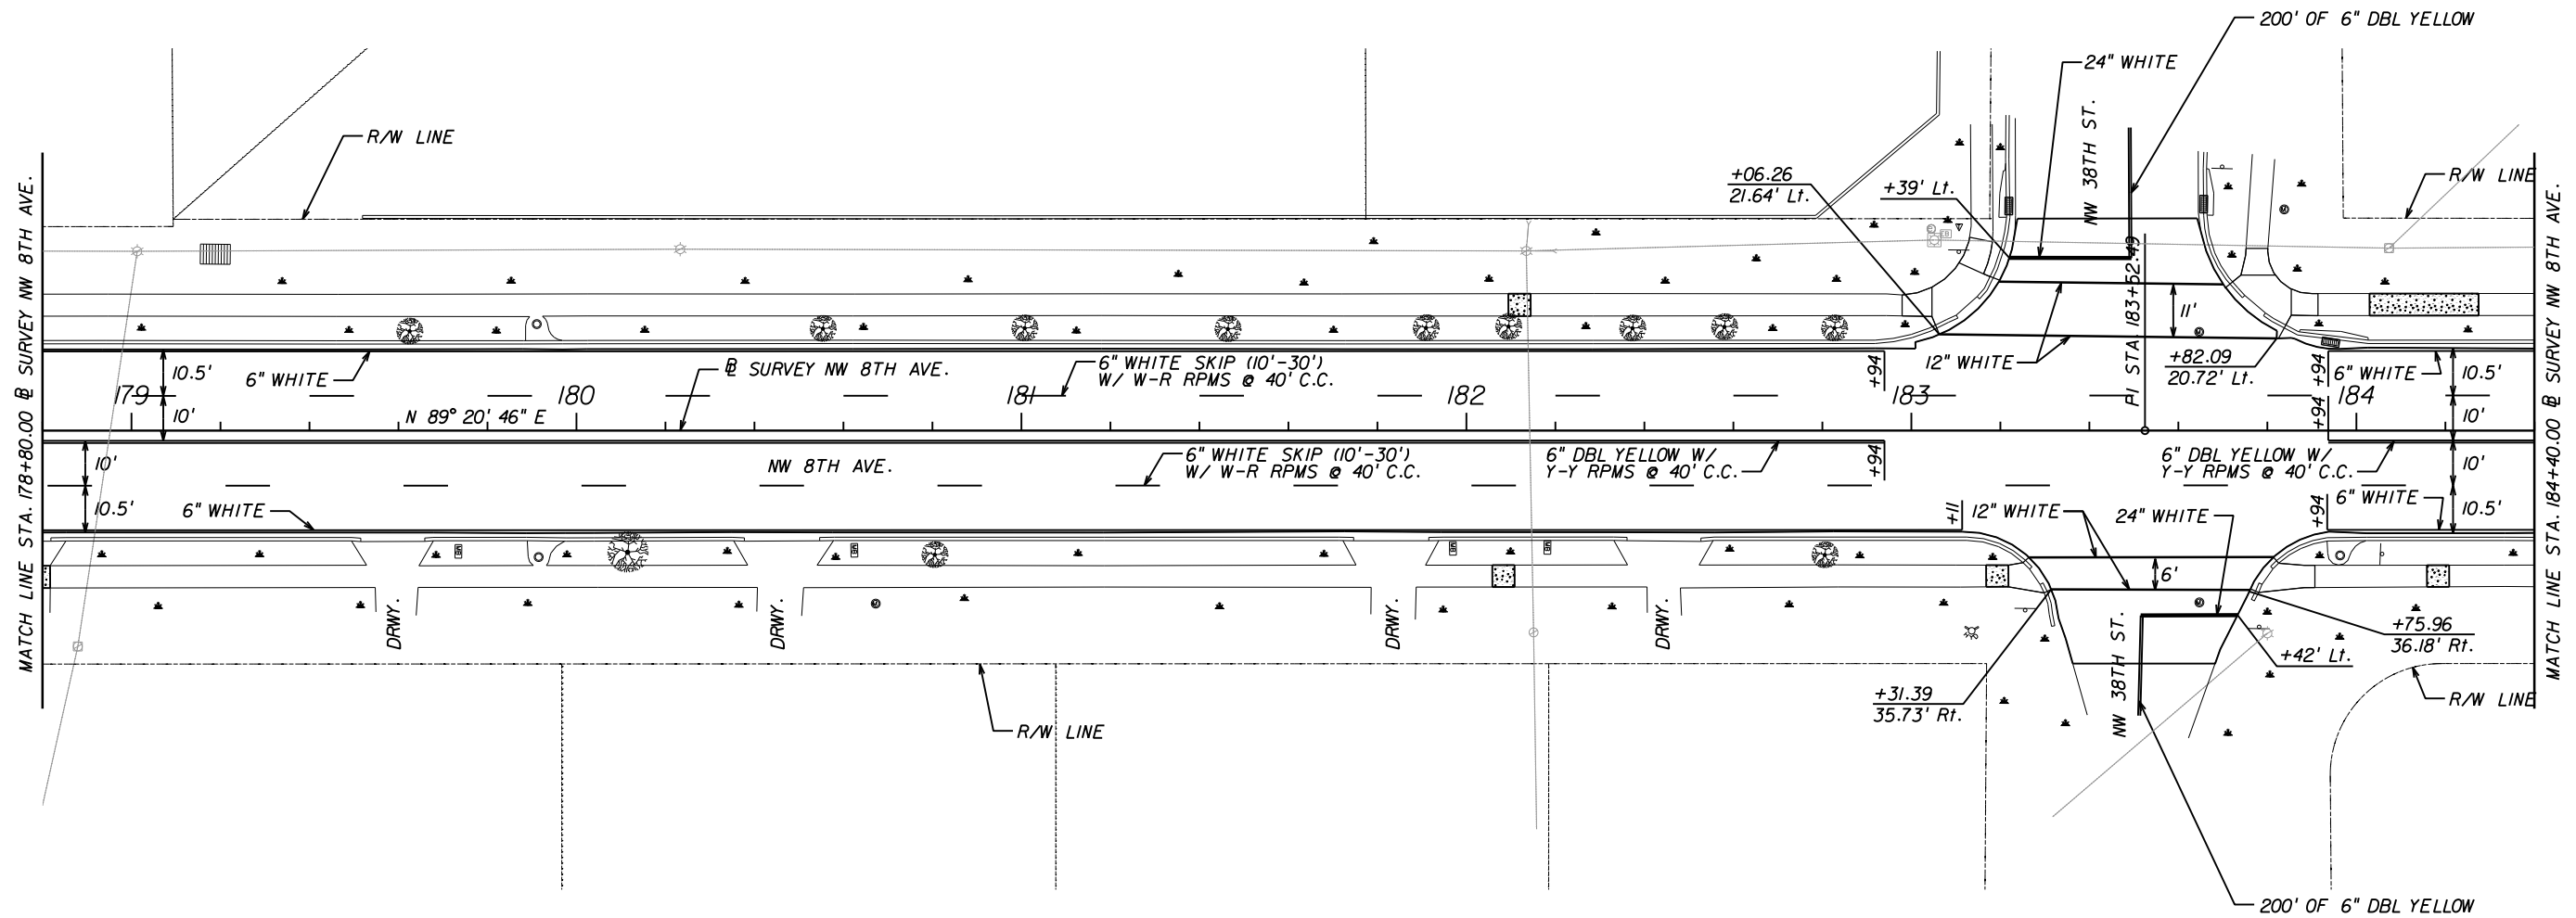 200' OF 6" DBL YELLOW
24" WHITE
NW 38TH ST.
R/W LINE
+06.26
21.64' Lt.
+39' Lt.
R/W LINE
MATCH LINE STA. 178+80.00 ⅊ SURVEY NW 8TH AVE.
PI STA. 183+52.49
11'
10.5'
6" WHITE
℄ SURVEY NW 8TH AVE.
6" WHITE SKIP (10'-30')
W/ W-R RPMS @ 40' C.C.
+94
12" WHITE
+82.09
20.72' Lt.
+94
6" WHITE
10.5'
179
180
181
182
183
184
10'
N 89° 20' 46" E
+94
10'
10'
NW 8TH AVE.
6" WHITE SKIP (10'-30')
W/ W-R RPMS @ 40' C.C.
6" DBL YELLOW W/
Y-Y RPMS @ 40' C.C.
+94
6" DBL YELLOW W/
Y-Y RPMS @ 40' C.C.
10'
10.5'
6" WHITE
+11
12" WHITE
24" WHITE
+94
6" WHITE
10.5'
6'
DRWY.
DRWY.
DRWY.
DRWY.
NW 38TH ST.
+75.96
36.18' Rt.
+42' Lt.
+31.39
35.73' Rt.
R/W LINE
R/W LINE
MATCH LINE STA. 184+40.00 ⅊ SURVEY NW 8TH AVE.
200' OF 6" DBL YELLOW